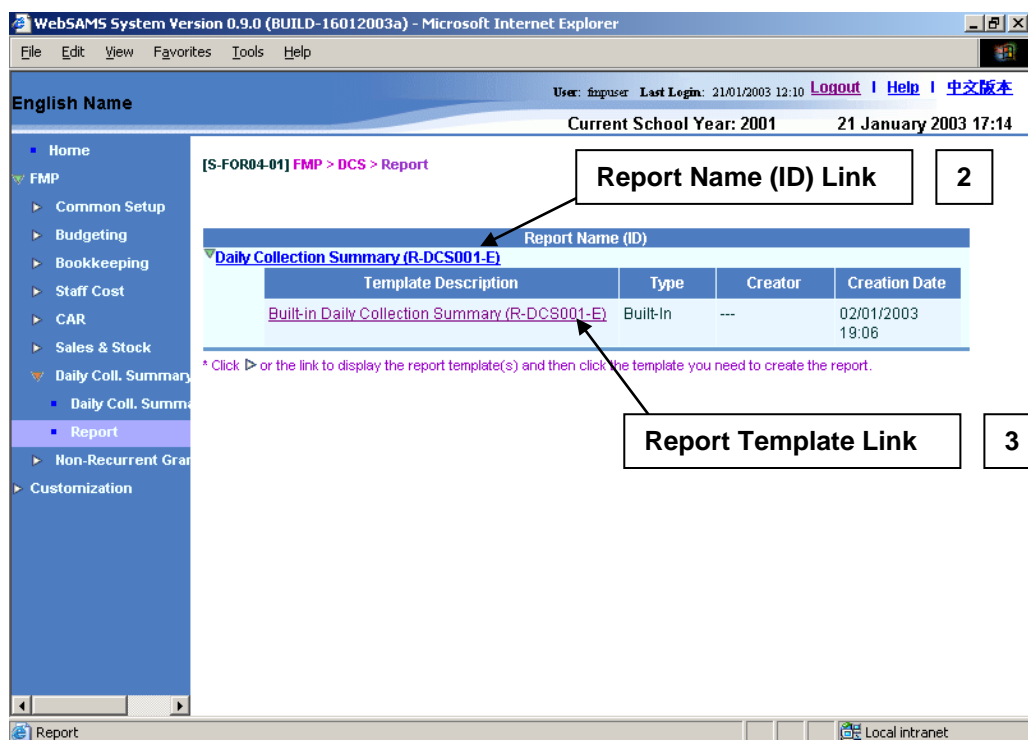 WebSAMS System Version 0.9.0 (BUILD-16012003a) - Microsoft Internet Explorer
File Edit View Favorites Tools Help
User: fmpuser Last Login: 21/01/2003 12:10 Logout | Help | 中文版本
English Name
Current School Year: 2001 21 January 2003 17:14
Home
FMP
Common Setup
Budgeting
Bookkeeping
Staff Cost
CAR
Sales & Stock
Daily Coll. Summary
Daily Coll. Summa
Report
Non-Recurrent Gran
Customization
[S-FOR04-01] FMP > DCS > Report
Report Name (ID) Link 2
Report Name (ID)
Daily Collection Summary (R-DCS001-E)
Template Description Type Creator Creation Date
Built-in Daily Collection Summary (R-DCS001-E) Built-In --- 02/01/2003
19:06
* Click ▷ or the link to display the report template(s) and then click the template you need to create the report.
Report Template Link 3
Report Local intranet